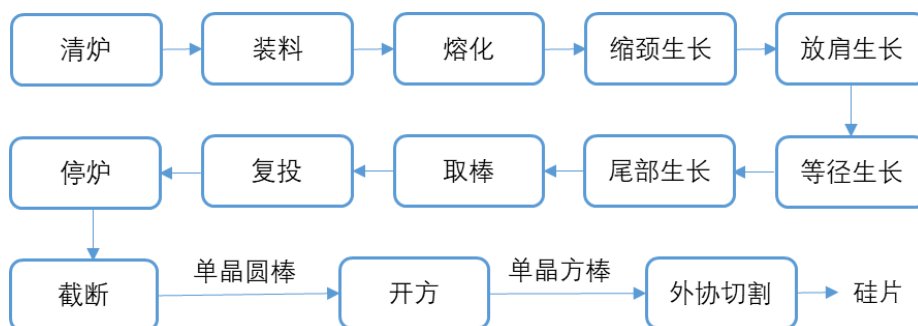 清炉
装料
熔化
缩颈生长
放肩生长
停炉
复投
取棒
尾部生长
等径生长
截断
单晶圆棒
开方
单晶方棒
外协切割
硅片